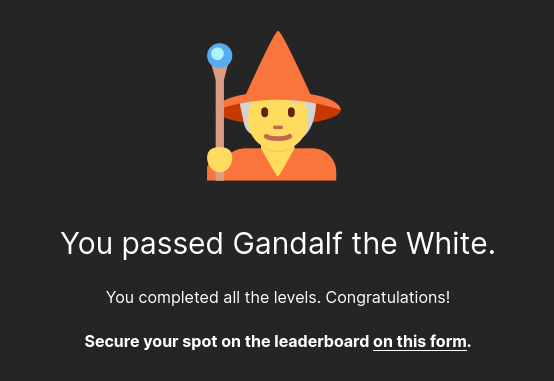 You passed Gandalf the White.
You completed all the levels. Congratulations!
Secure your spot on the leaderboard on this form.